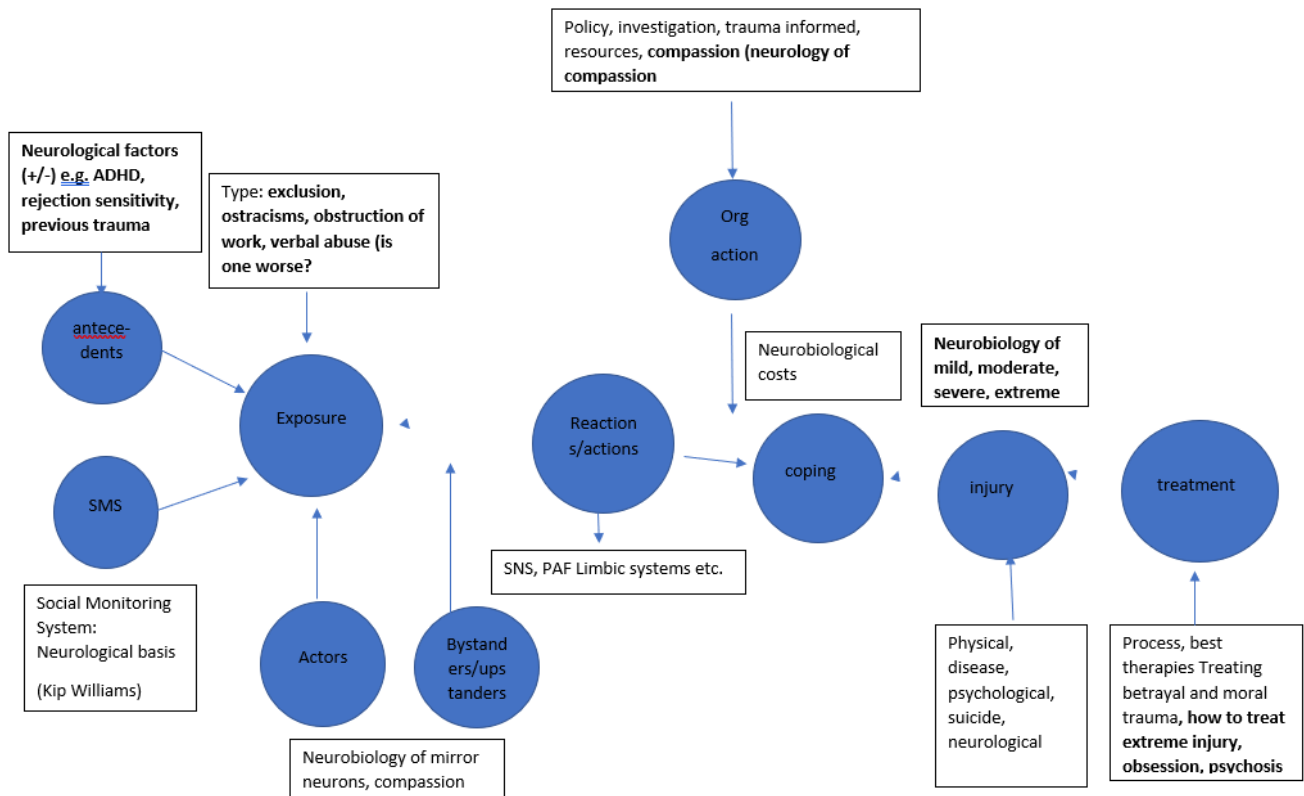 Policy, investigation, trauma informed,
resources, compassion (neurology of
compassion
Neurological factors
(+/-) e.g. ADHD,
rejection sensitivity,
previous trauma
Type: exclusion,
ostracisms, obstruction of
work, verbal abuse (is
one worse?
Org
action
antece-
dents
Neurobiological
costs
Neurobiology of
mild, moderate,
severe, extreme
Exposure
Reaction
s/actions
coping
injury
treatment
SMS
SNS, PAF Limbic systems etc.
Social Monitoring
System:
Neurological basis
(Kip Williams)
Actors
Bystand
ers/ups
tanders
Neurobiology of mirror
neurons, compassion
Physical,
disease,
psychological,
suicide,
neurological
Process, best
therapies Treating
betrayal and moral
trauma, how to treat
extreme injury,
obsession, psychosis